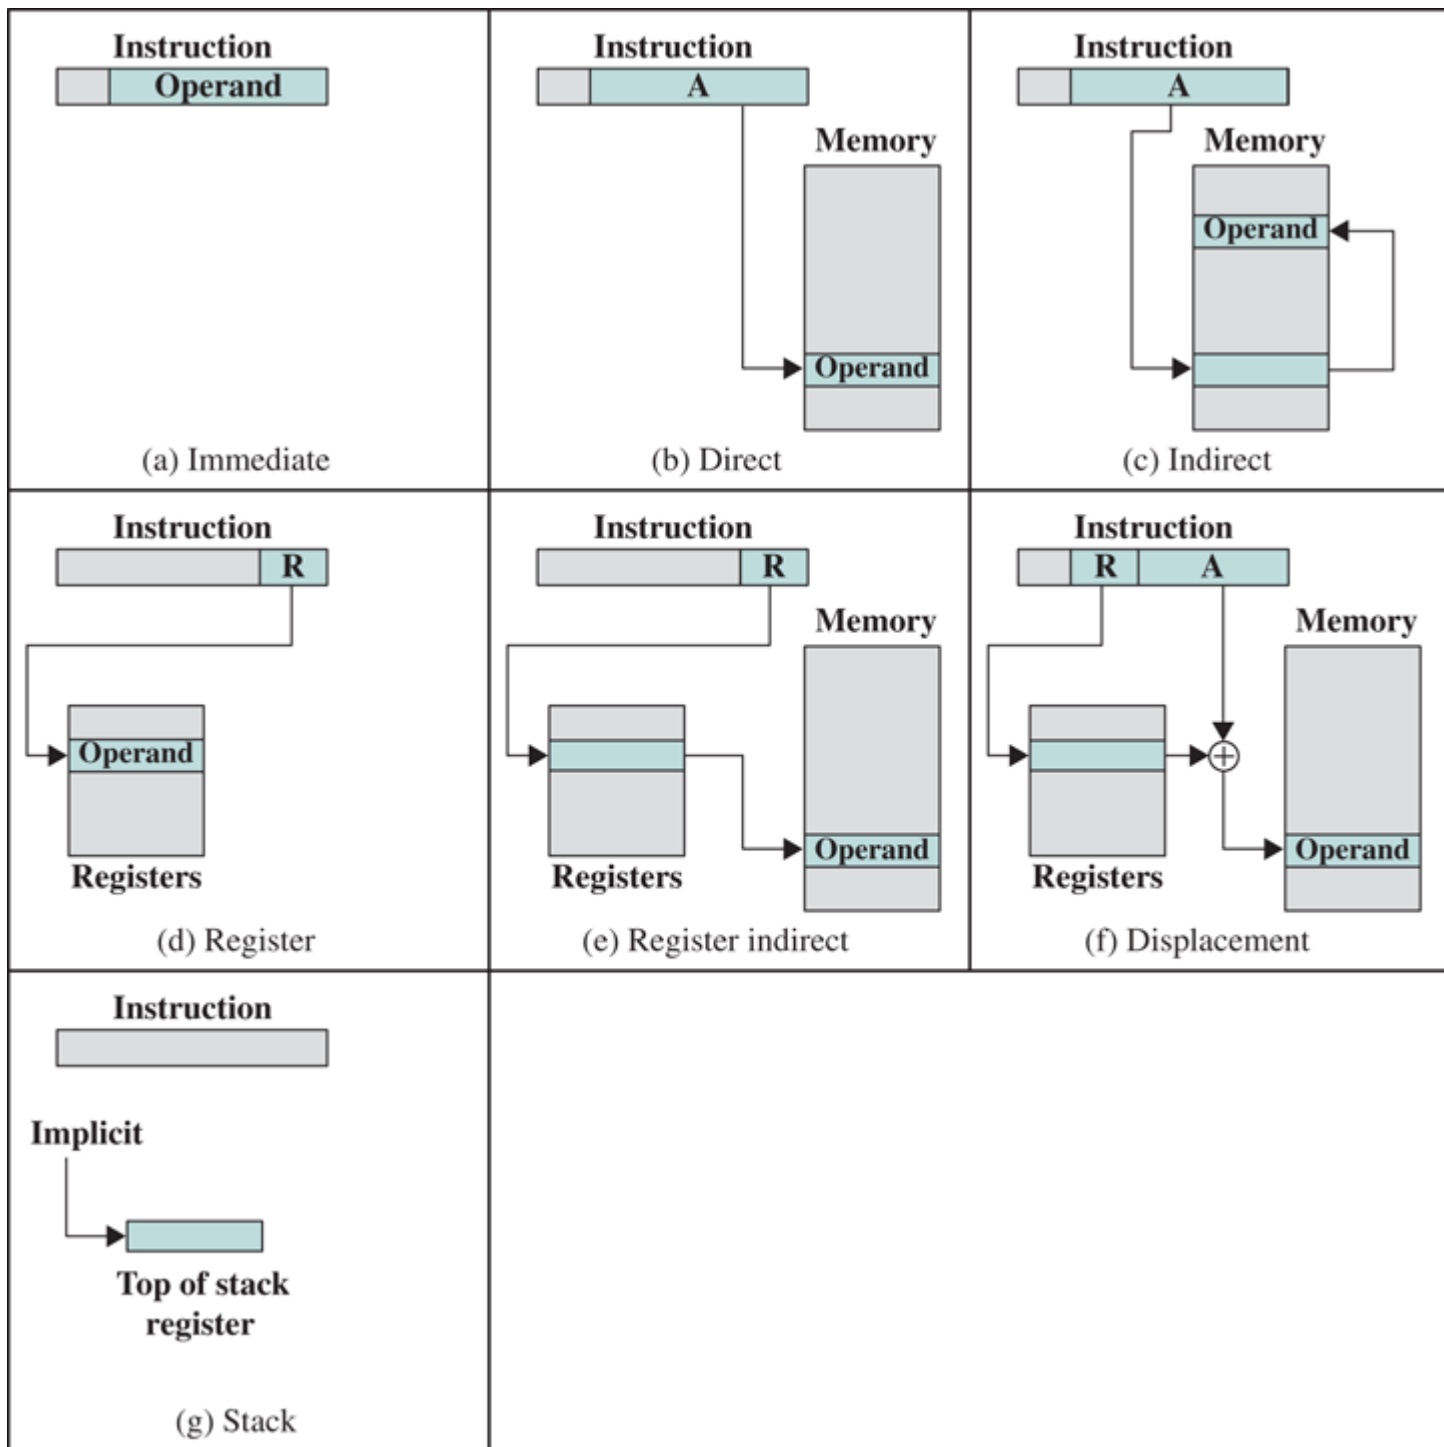 Instruction
Operand
(a) Immediate
Instruction
A
Memory
Operand
(b) Direct
Instruction
A
Memory
Operand
(c) Indirect
Instruction
R
Operand
Registers
(d) Register
Instruction
R
Memory
Operand
Registers
(e) Register indirect
Instruction
R A
Memory
+
Operand
Registers
(f) Displacement
Instruction
Implicit
Top of stack
register
(g) Stack